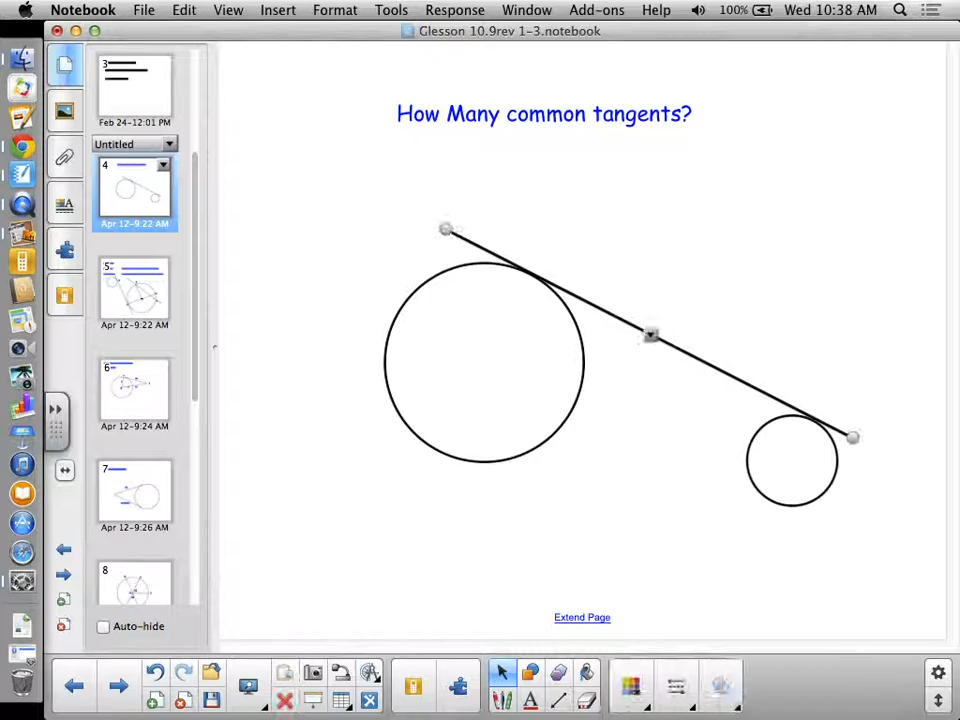 Notebook File Edit View Insert Format Tools Response Window Add-ons Help 100% Wed 10:38 AM
Glesson 10.9rev 1-3.notebook
3
Feb 24-12:01 PM
Untitled
4
Apr 12-9:22 AM
5
Apr 12-9:22 AM
6
Apr 12-9:24 AM
7
Apr 12-9:26 AM
8
Auto-hide
How Many common tangents?
Extend Page